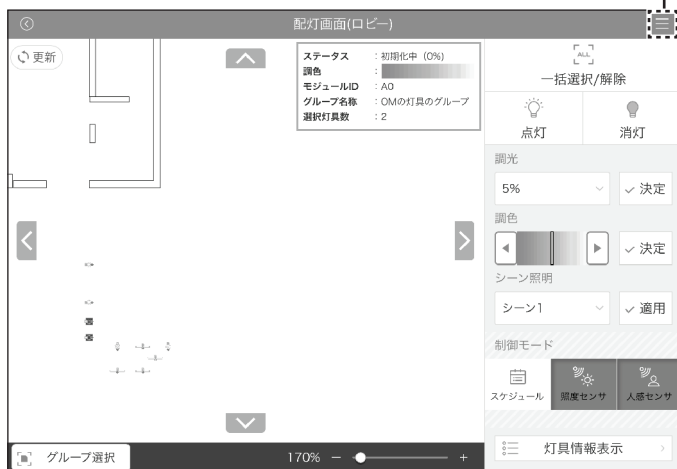 配灯画面(ロビー)
更新
ステータス ：初期化中（0%）
調色 ：
モジュールID ：A0
グループ名称 ：OMの灯具のグループ
選択灯具数 ：2
ALL
一括選択/解除
点灯 消灯
調光
5% 決定
調色
決定
シーン照明
シーン1 適用
制御モード
スケジュール 照度センサ 人感センサ
灯具情報表示
グループ選択 170% − +